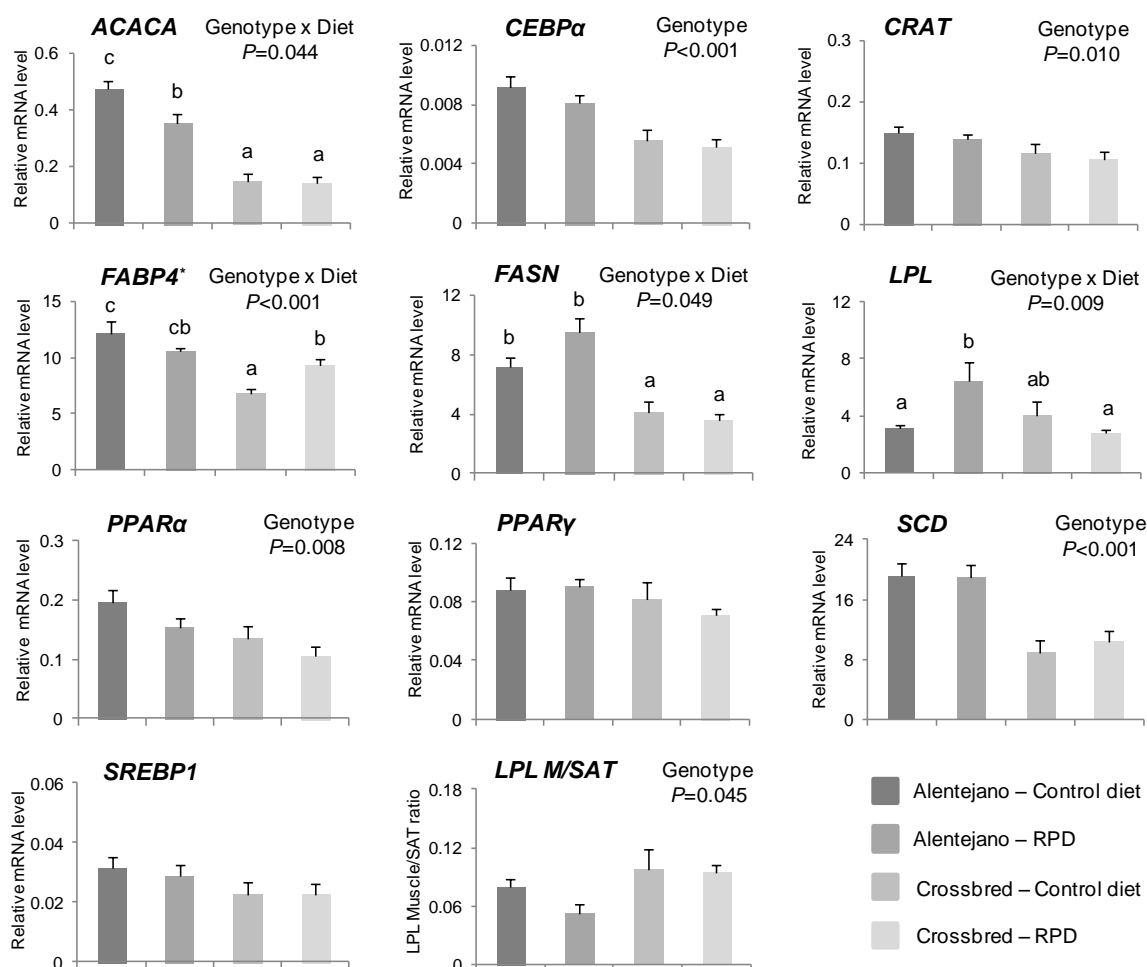 ACACA
Genotype x Diet
P=0.044
Relative mRNA level
0.6
0.4
0.2
0
c
b
a
a
CEBPα
Genotype
P<0.001
Relative mRNA level
0.012
0.008
0.004
0
CRAT
Genotype
P=0.010
Relative mRNA level
0.3
0.2
0.1
0
FABP4*
Genotype x Diet
P<0.001
Relative mRNA level
15
10
5
0
c
cb
a
b
FASN
Genotype x Diet
P=0.049
Relative mRNA level
12
8
4
0
b
b
a
a
LPL
Genotype x Diet
P=0.009
Relative mRNA level
12
8
4
0
a
b
ab
a
PPARα
Genotype
P=0.008
Relative mRNA level
0.3
0.2
0.1
0
PPARγ
Relative mRNA level
0.12
0.08
0.04
0
SCD
Genotype
P<0.001
Relative mRNA level
24
16
8
0
SREBP1
Relative mRNA level
0.06
0.04
0.02
0
LPL M/SAT
Genotype
P=0.045
LPL Muscle/SAT ratio
0.18
0.12
0.06
0
Alentejano – Control diet
Alentejano – RPD
Crossbred – Control diet
Crossbred – RPD